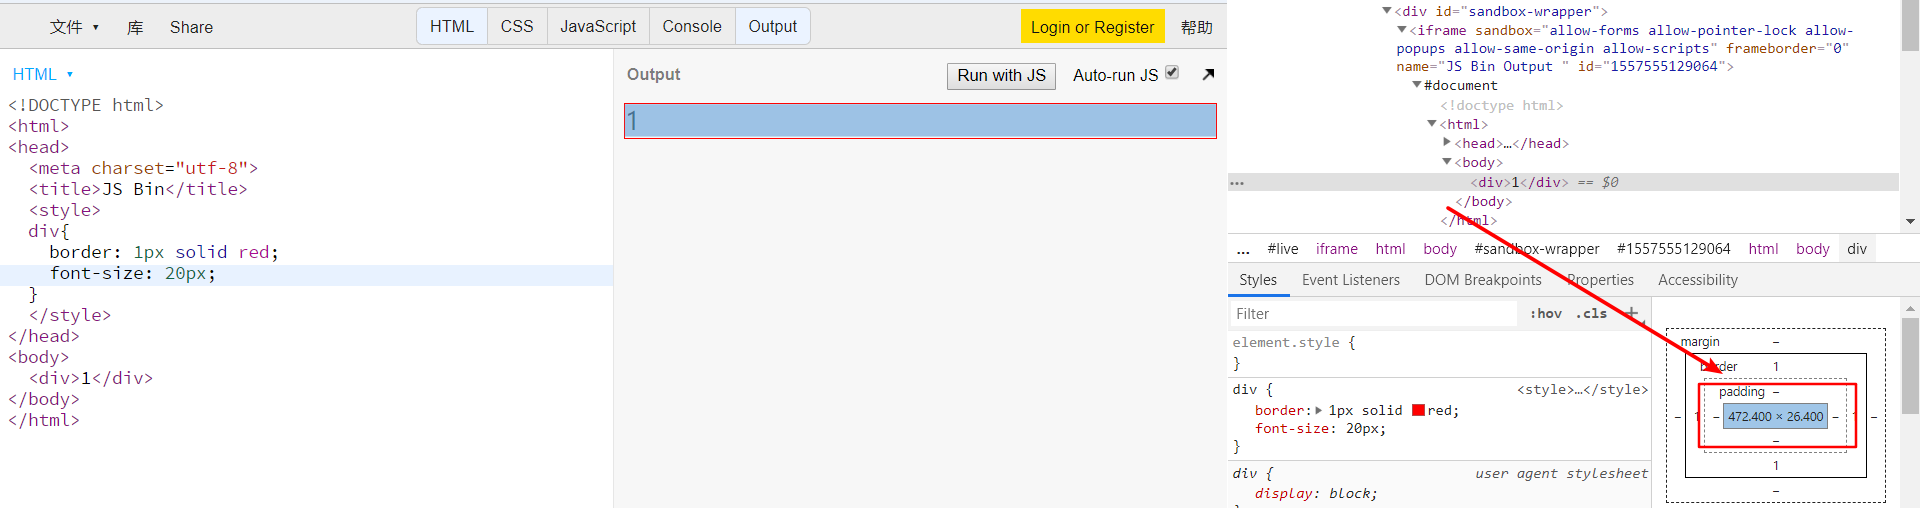 文件 ▾ 库 Share HTML CSS JavaScript Console Output Login or Register 帮助
HTML ▾
<!DOCTYPE html>
<html>
<head>
  <meta charset="utf-8">
  <title>JS Bin</title>
  <style>
  div{
    border: 1px solid red;
    font-size: 20px;
  }
  </style>
</head>
<body>
  <div>1</div>
</body>
</html>
Output Run with JS Auto-run JS
1
▼<div id="sandbox-wrapper">
▼<iframe sandbox="allow-forms allow-pointer-lock allow-
popups allow-same-origin allow-scripts" frameborder="0"
name="JS Bin Output " id="1557555129064">
▼#document
<!doctype html>
▼<html>
▶<head>…</head>
▼<body>
… <div>1</div> == $0
</body>
</html>
... #live iframe html body #sandbox-wrapper #1557555129064 html body div
Styles Event Listeners DOM Breakpoints Properties Accessibility
Filter :hov .cls +
element.style {
}
div { <style>…</style>
border:▶ 1px solid red;
font-size: 20px;
}
div { user agent stylesheet
display: block;
margin –
border 1
padding –
– 1 – 472.400 × 26.400 – 1 –
–
1
–